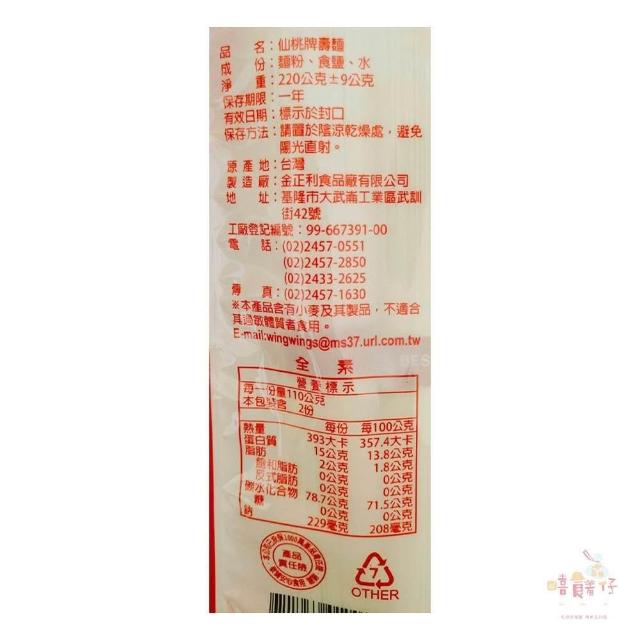 品名：仙桃牌壽麵
成份：麵粉、食鹽、水
淨重：220公克±9公克
保存期限：一年
有效日期：標示於封口
保存方法：請置於陰涼乾燥處，避免
陽光直射。
原產地：台灣
製造廠：金正利食品廠有限公司
地址：基隆市大武崙工業區武訓
街42號
工廠登記編號：99-667391-00
電話：(02)2457-0551
(02)2457-2850
(02)2433-2625
傳真：(02)2457-1630
※本產品含有小麥及其製品，不適合
其過敏體質者食用。
E-mail:wingwings@ms37.url.com.tw
全素
營養標示
每一份量110公克
本包裝含 2份
每份 每100公克
熱量 393大卡 357.4大卡
蛋白質 15公克 13.8公克
脂肪 2公克 1.8公克
飽和脂肪 0公克 0公克
反式脂肪 0公克 0公克
碳水化合物 78.7公克 71.5公克
糖 0公克 0公克
鈉 229毫克 208毫克
產品
責任險
7
OTHER
嘻賞薯仔